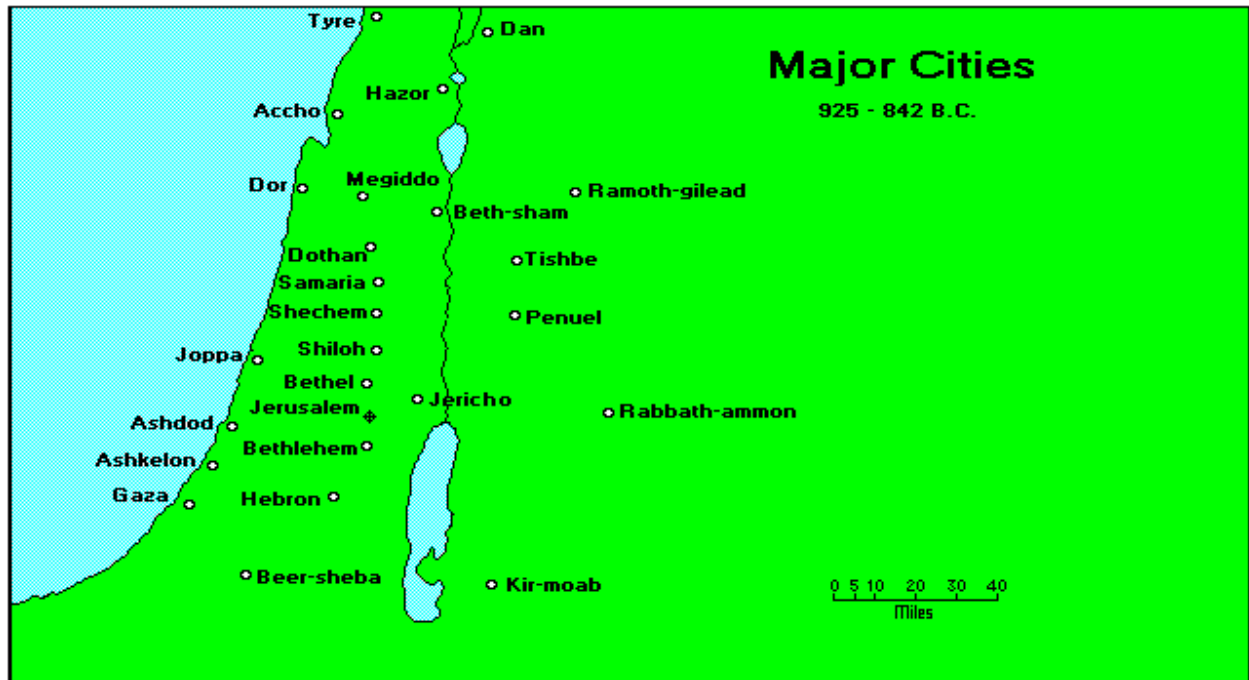 Tyre
Dan
Major Cities
925 - 842 B.C.
Hazor
Accho
Megiddo
Dor
Ramoth-gilead
Beth-sham
Dothan
Tishbe
Samaria
Shechem
Penuel
Shiloh
Joppa
Bethel
Jericho
Jerusalem
Rabbath-ammon
Ashdod
Bethlehem
Ashkelon
Gaza
Hebron
Beer-sheba
Kir-moab
0 5 10 20 30 40
Miles